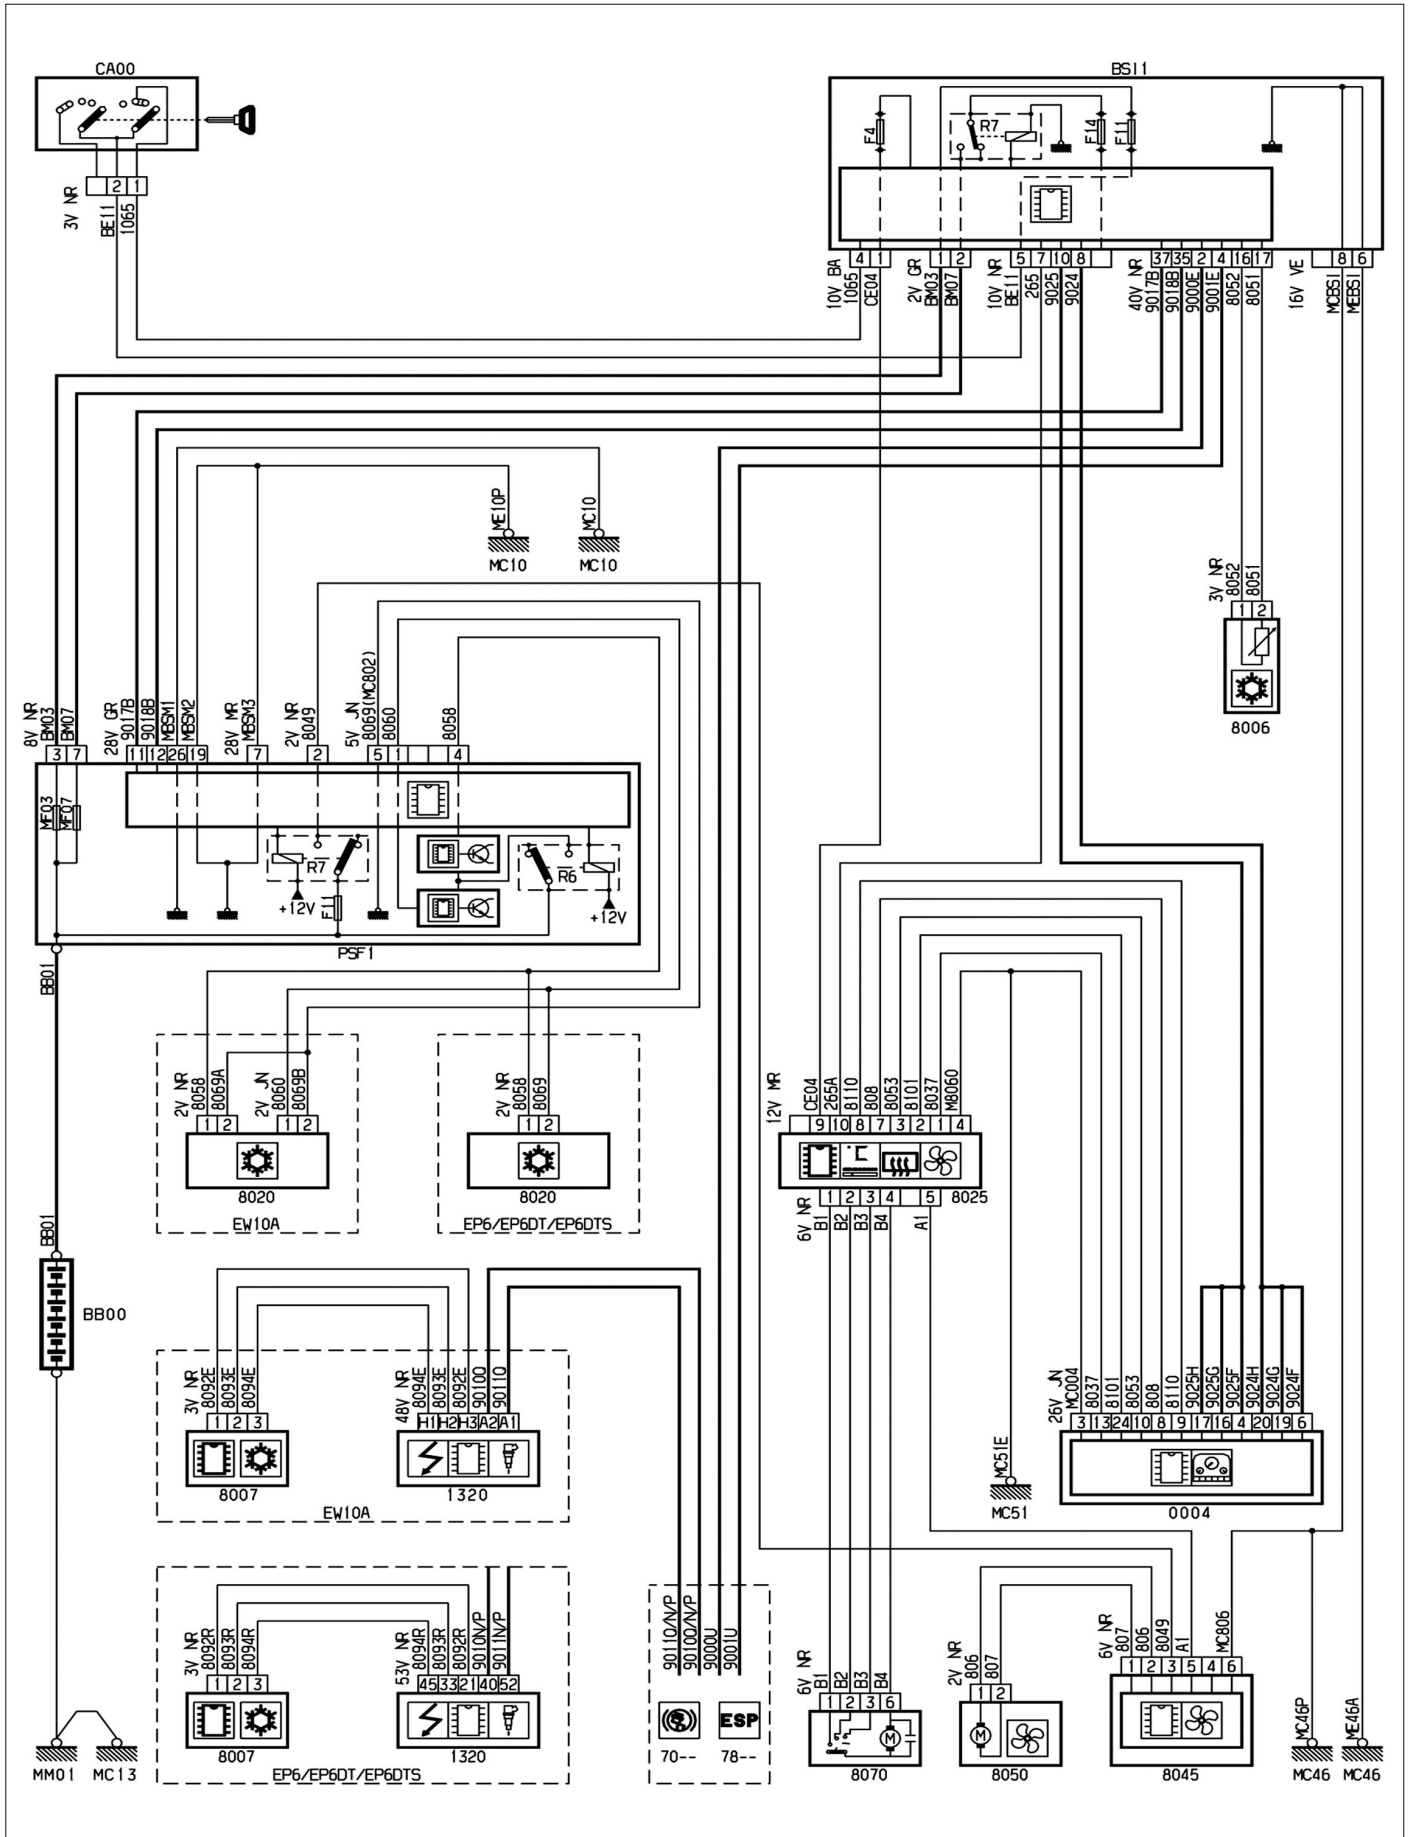 CA00
3V NR
2 1
BE11
1065
BSI1
F4
R7
F14
F11
4 1
1 2
5 7 10 8
37 35 2 4 16 17
8 6
10V BA
1065
CE04
2V GR
BM03
BM07
10V NR
BE11
265
9025
9024
40V NR
9017B
9018B
9000E
9001E
8052
8051
16V VE
MCBSI
MEBSI
ME10P
MC10
MC10
MC10
3V NR
8052
8051
1 2
8006
8V NR
BM03
BM07
28V GR
9017B
9018B
MBSM1
MBSM2
28V MR
MBSM3
2V NR
8049
5V JN
8069(MC802)
8060
8058
3 7
11 12 26 19
7
2
5 1 4
MF03
MF07
R7
+12V
F11
R6
+12V
PSF1
BB01
2V NR
8058
8069A
2V JN
8060
8069B
1 2
1 2
8020
EW10A
2V NR
8058
8069
1 2
8020
EP6/EP6DT/EP6DTS
12V MR
CE04
265A
8110
808
8053
8101
8037
M8060
9 10 8 7 3 2 1 4
°C
1 2 3 4 5
8025
6V NR
B1
B2
B3
B4
A1
BB01
BB00
3V NR
8092E
8093E
8094E
1 2 3
8007
48V NR
8094E
8093E
8092E
9010O
9011O
H1 H2 H3 A2 A1
1320
EW10A
26V JN
MC004
8037
8101
8053
808
8110
9025H
9025G
9025F
9024H
9024G
9024F
3 13 24 10 8 9 17 16 4 20 19 6
0004
MC51E
MC51
3V NR
8092R
8093R
8094R
1 2 3
8007
53V NR
8094R
8093R
8092R
9010N/P
9011N/P
45 33 21 40 52
1320
EP6/EP6DT/EP6DTS
9011O/N/P
9010O/N/P
9000U
9001U
ESP
70--
78--
6V NR
B1
B2
B3
B4
1 2 3 6
M
8070
2V NR
806
807
1 2
M
8050
6V NR
807
806
8049
A1
MC806
1 2 3 5 4 6
8045
MC46P
ME46A
MC46
MC46
MM01
MC13